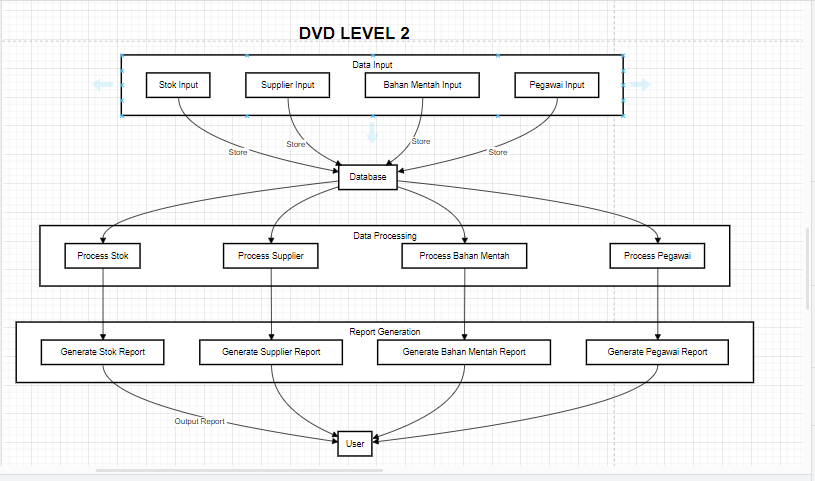 DVD LEVEL 2
Data Input
Stok Input
Supplier Input
Bahan Mentah Input
Pegawai Input
Store
Store
Store
Store
Database
Data Processing
Process Stok
Process Supplier
Process Bahan Mentah
Process Pegawai
Report Generation
Generate Stok Report
Generate Supplier Report
Generate Bahan Mentah Report
Generate Pegawai Report
Output Report
User